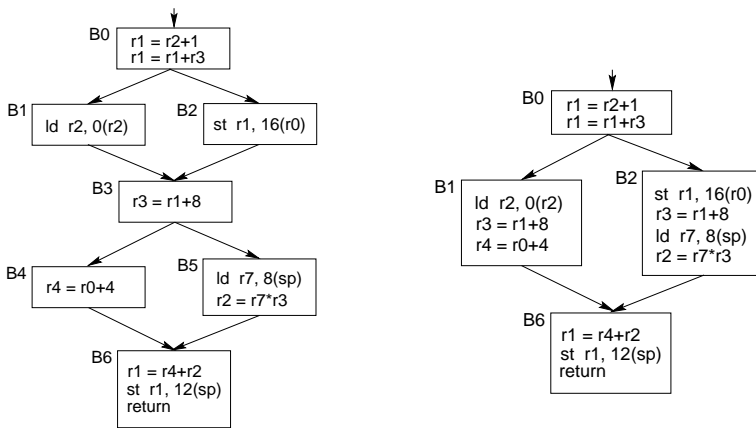 B0
r1 = r2+1
r1 = r1+r3
B1
ld r2, 0(r2)
B2
st r1, 16(r0)
B3
r3 = r1+8
B4
r4 = r0+4
B5
ld r7, 8(sp)
r2 = r7*r3
B6
r1 = r4+r2
st r1, 12(sp)
return
B0
r1 = r2+1
r1 = r1+r3
B1
ld r2, 0(r2)
r3 = r1+8
r4 = r0+4
B2
st r1, 16(r0)
r3 = r1+8
ld r7, 8(sp)
r2 = r7*r3
B6
r1 = r4+r2
st r1, 12(sp)
return